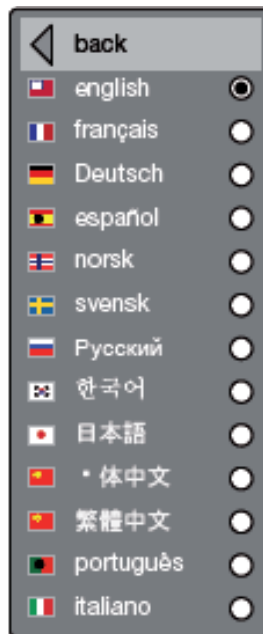 back
english
français
Deutsch
español
norsk
svensk
Русский
한국어
日本語
・体中文
繁體中文
português
italiano